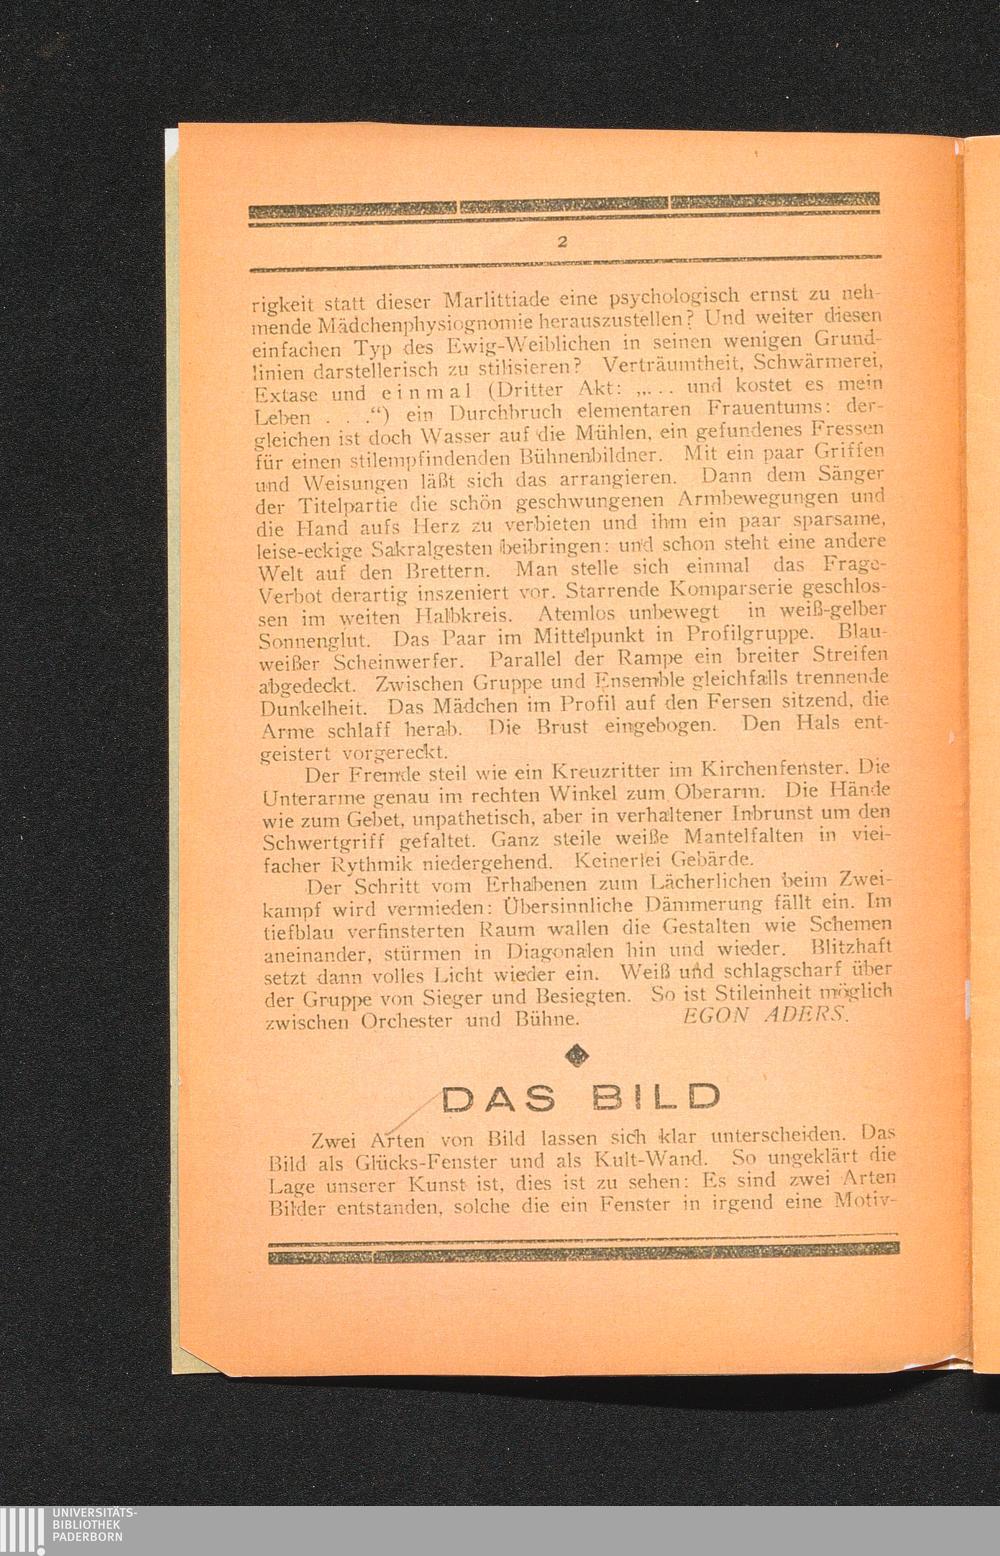 2
rigkeit statt dieser Marlittiade eine psychologisch ernst zu neh-
mende Mädchenphysiognomie herauszustellen? Und weiter diesen
einfachen Typ des Ewig-Weiblichen in seinen wenigen Grund-
linien darstellerisch zu stilisieren? Verträumtheit, Schwärmerei,
Extase und einmal (Dritter Akt: „... und kostet es mein
Leben . . .“) ein Durchbruch elementaren Frauentums: der-
gleichen ist doch Wasser auf die Mühlen, ein gefundenes Fressen
für einen stilempfindenden Bühnenbildner. Mit ein paar Griffen
und Weisungen läßt sich das arrangieren. Dann dem Sänger
der Titelpartie die schön geschwungenen Armbewegungen und
die Hand aufs Herz zu verbieten und ihm ein paar sparsame,
leise-eckige Sakralgesten beibringen: und schon steht eine andere
Welt auf den Brettern. Man stelle sich einmal das Frage-
Verbot derartig inszeniert vor. Starrende Komparserie geschlos-
sen im weiten Halbkreis. Atemlos unbewegt in weiß-gelber
Sonnenglut. Das Paar im Mittelpunkt in Profilgruppe. Blau-
weißer Scheinwerfer. Parallel der Rampe ein breiter Streifen
abgedeckt. Zwischen Gruppe und Ensemble gleichfalls trennende
Dunkelheit. Das Mädchen im Profil auf den Fersen sitzend, die
Arme schlaff herab. Die Brust eingebogen. Den Hals ent-
geistert vorgereckt.
Der Fremde steil wie ein Kreuzritter im Kirchenfenster. Die
Unterarme genau im rechten Winkel zum Oberarm. Die Hände
wie zum Gebet, unpathetisch, aber in verhaltener Inbrunst um den
Schwertgriff gefaltet. Ganz steile weiße Mantelfalten in viel-
facher Rythmik niedergehend. Keinerlei Gebärde.
Der Schritt vom Erhabenen zum Lächerlichen beim Zwei-
kampf wird vermieden: Übersinnliche Dämmerung fällt ein. Im
tiefblau verfinsterten Raum wallen die Gestalten wie Schemen
aneinander, stürmen in Diagonalen hin und wieder. Blitzhaft
setzt dann volles Licht wieder ein. Weiß und schlagscharf über
der Gruppe von Sieger und Besiegten. So ist Stileinheit möglich
zwischen Orchester und Bühne. EGON ADERS.
DAS BILD
Zwei Arten von Bild lassen sich klar unterscheiden. Das
Bild als Glücks-Fenster und als Kult-Wand. So ungeklärt die
Lage unserer Kunst ist, dies ist zu sehen: Es sind zwei Arten
Bilder entstanden, solche die ein Fenster in irgend eine Motiv-
UNIVERSITÄTS-
BIBLIOTHEK
PADERBORN